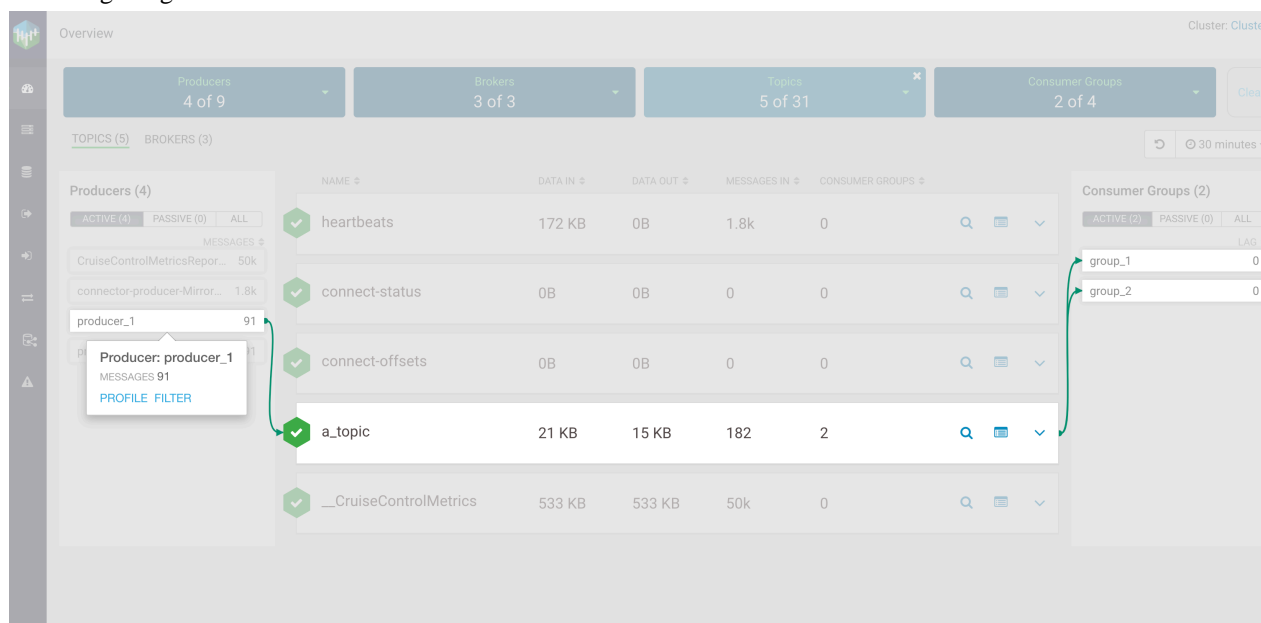 Overview
Cluster: Cluste
Producers
4 of 9
Brokers
3 of 3
Topics
5 of 31
Consumer Groups
2 of 4
Clea
TOPICS (5) BROKERS (3)
30 minutes
Producers (4)
ACTIVE (4) PASSIVE (0) ALL
MESSAGES
CruiseControlMetricsRepor... 50k
connector-producer-Mirror... 1.8k
producer_1 91
Producer: producer_1
MESSAGES 91
PROFILE FILTER
NAME DATA IN DATA OUT MESSAGES IN CONSUMER GROUPS
heartbeats 172 KB 0B 1.8k 0
connect-status 0B 0B 0 0
connect-offsets 0B 0B 0 0
a_topic 21 KB 15 KB 182 2
__CruiseControlMetrics 533 KB 533 KB 50k 0
Consumer Groups (2)
ACTIVE (2) PASSIVE (0) ALL
LAG
group_1 0
group_2 0